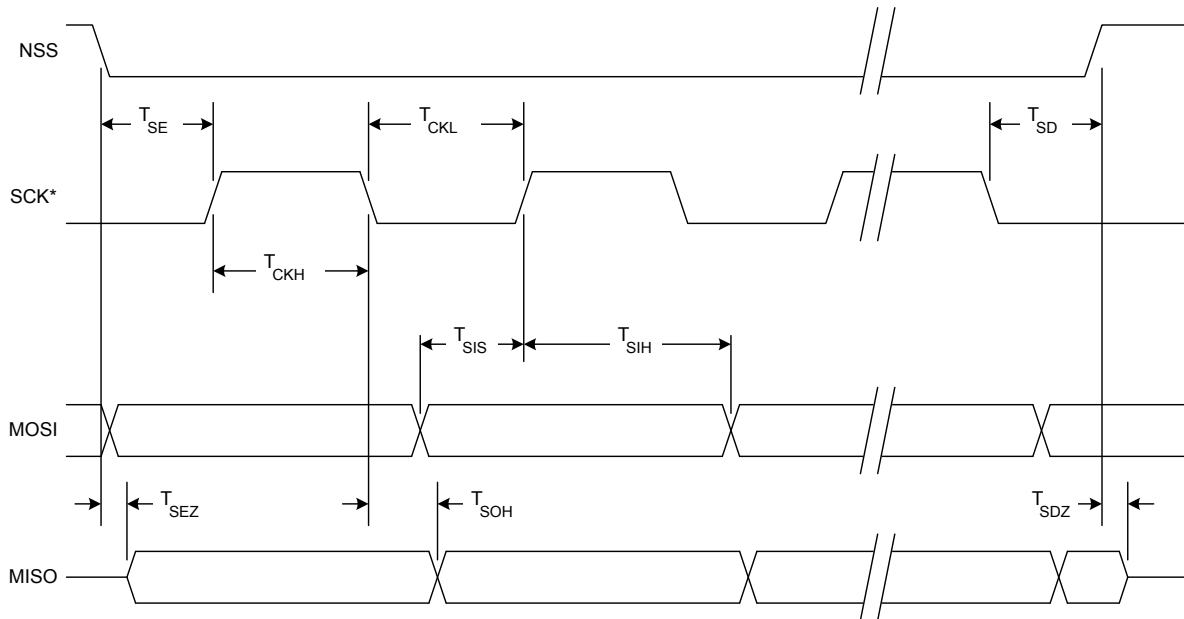 NSS
T_SE
T_CKL
T_SD
SCK*
T_CKH
T_SIS
T_SIH
MOSI
T_SEZ
T_SOH
T_SDZ
MISO